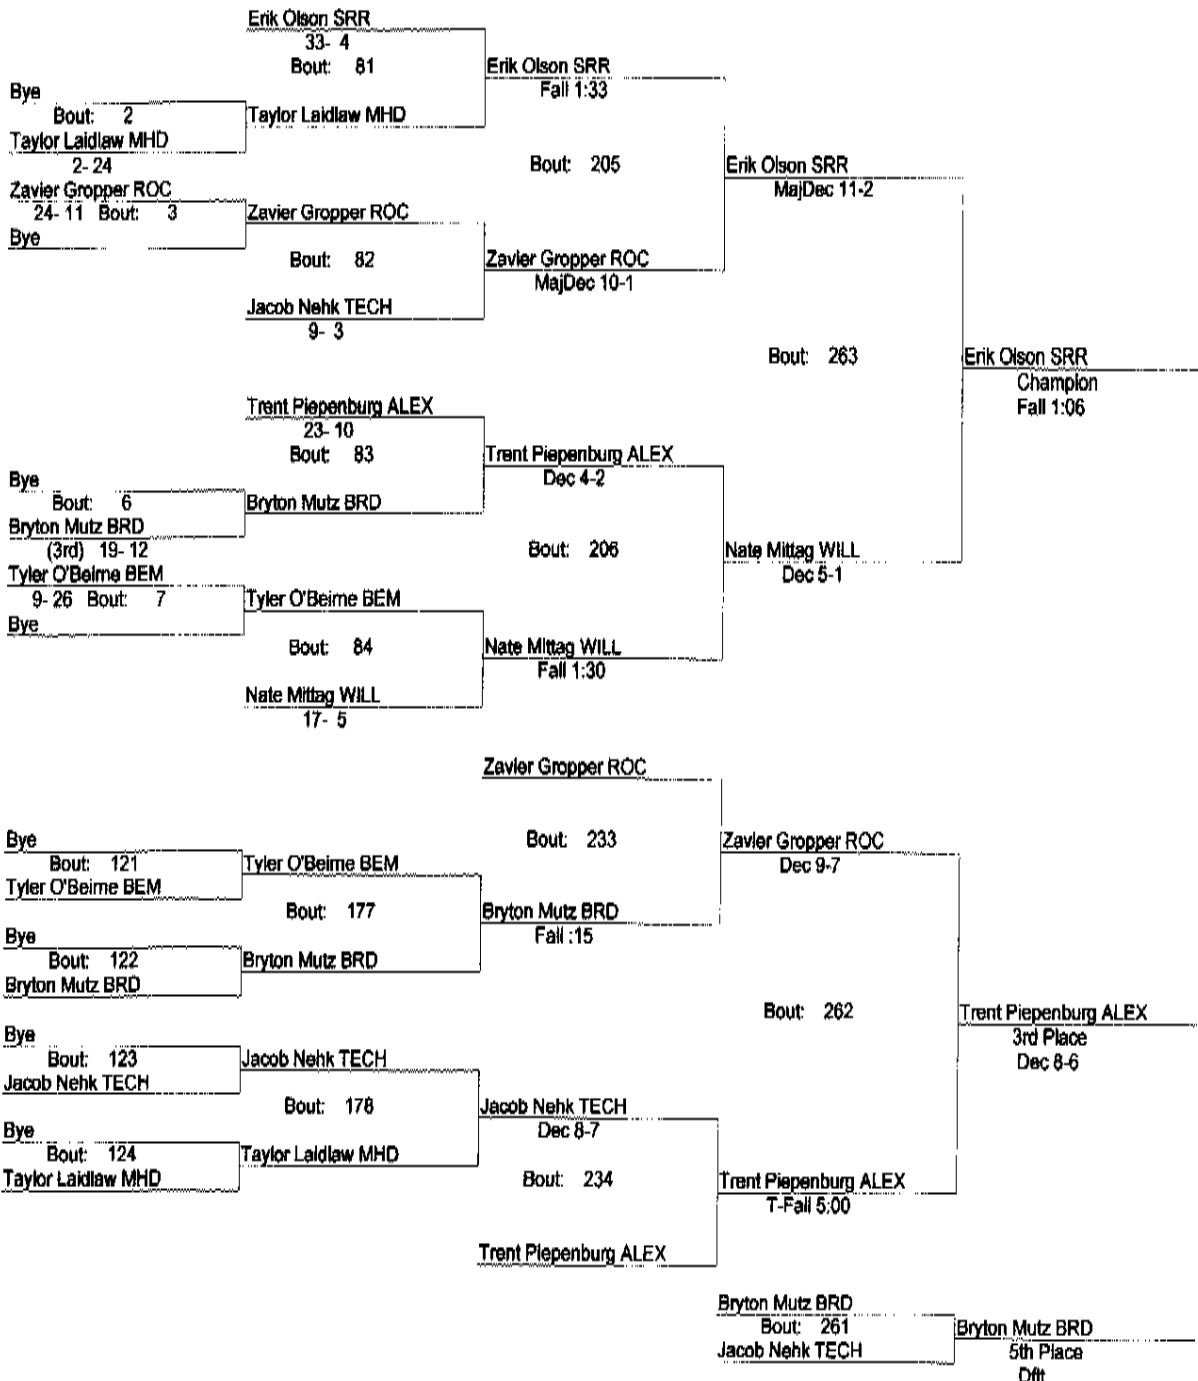 Erik Olson SRR
33- 4
Bout: 81
Erik Olson SRR
Fall 1:33
Bye
Bout: 2
Taylor Laidlaw MHD
Taylor Laidlaw MHD
2- 24
Bout: 205
Erik Olson SRR
MajDec 11-2
Zavier Gropper ROC
24- 11 Bout: 3
Zavier Gropper ROC
Bye
Bout: 82
Zavier Gropper ROC
MajDec 10-1
Jacob Nehk TECH
9- 3
Bout: 263
Erik Olson SRR
Champion
Fall 1:06
Trent Piepenburg ALEX
23- 10
Bout: 83
Trent Piepenburg ALEX
Dec 4-2
Bye
Bout: 6
Bryton Mutz BRD
Bryton Mutz BRD
(3rd) 19- 12
Bout: 206
Nate Mittag WILL
Dec 5-1
Tyler O'Beirne BEM
9- 26 Bout: 7
Tyler O'Beirne BEM
Bye
Bout: 84
Nate Mittag WILL
Fall 1:30
Nate Mittag WILL
17- 5
Zavier Gropper ROC
Bout: 233
Zavier Gropper ROC
Dec 9-7
Bye
Bout: 121
Tyler O'Beirne BEM
Tyler O'Beirne BEM
Bout: 177
Bryton Mutz BRD
Fall :15
Bye
Bout: 122
Bryton Mutz BRD
Bryton Mutz BRD
Bout: 262
Trent Piepenburg ALEX
3rd Place
Dec 8-6
Bye
Bout: 123
Jacob Nehk TECH
Jacob Nehk TECH
Bout: 178
Jacob Nehk TECH
Dec 8-7
Bye
Bout: 124
Taylor Laidlaw MHD
Taylor Laidlaw MHD
Bout: 234
Trent Piepenburg ALEX
T-Fall 5:00
Trent Piepenburg ALEX
Bryton Mutz BRD
Bout: 261
Jacob Nehk TECH
Bryton Mutz BRD
5th Place
Dflt